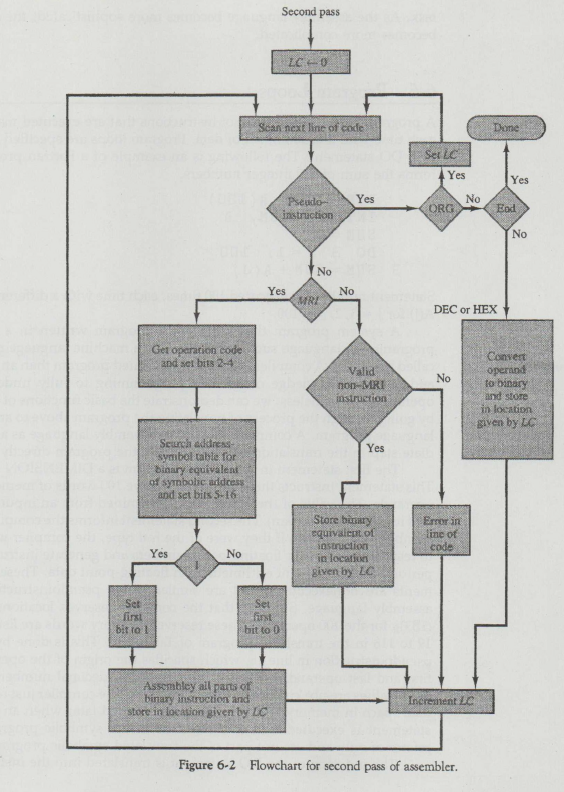 Second pass
LC ← 0
Scan next line of code
Done
Set LC
Yes
Yes
Pseudo-
instruction
Yes
ORG
No
End
No
No
Yes
MRI
No
DEC or HEX
Get operation code
and set bits 2-4
Valid
non-MRI
instruction
No
Convert
operand
to binary
and store
in location
given by LC
Yes
Search address-
symbol table for
binary equivalent
of symbolic address
and set bits 5-16
Store binary
equivalent of
instruction
in location
given by LC
Error in
line of
code
Yes
I
No
Set
first
bit to 1
Set
first
bit to 0
Assembley all parts of
binary instruction and
store in location given by LC
Increment LC
Figure 6-2 Flowchart for second pass of assembler.